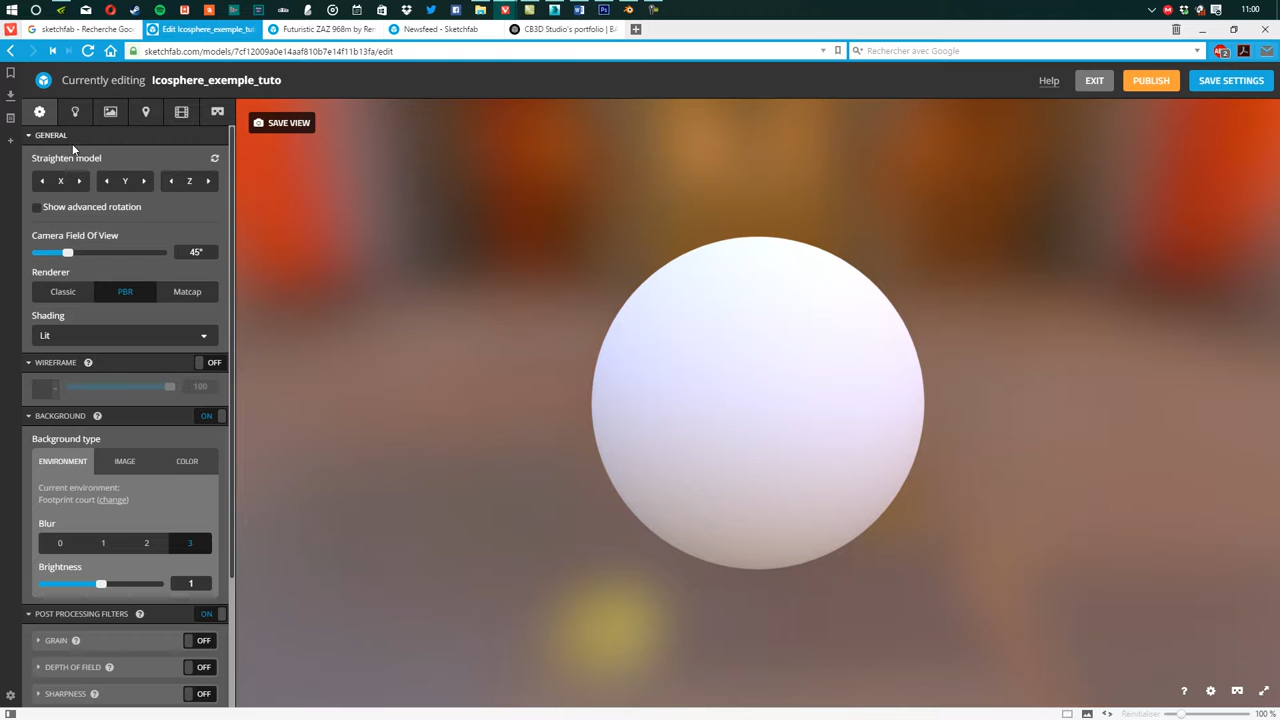 11:00
sketchfab - Recherche Goo
Edit Icosphere_exemple_tut
Futuristic ZAZ 968m by Ren
Newsfeed - Sketchfab
CB3D Studio's portfolio | BA
sketchfab.com/models/7cf12009a0e14aaf810b7e14f11b13fa/edit
Rechercher avec Google
2
Currently editing Icosphere_exemple_tuto
Help
EXIT
PUBLISH
SAVE SETTINGS
SAVE VIEW
GENERAL
Straighten model
X
Y
Z
Show advanced rotation
Camera Field Of View
45°
Renderer
Classic
PBR
Matcap
Shading
Lit
WIREFRAME ?
OFF
100
BACKGROUND ?
ON
Background type
ENVIRONMENT
IMAGE
COLOR
Current environment:
Footprint court (change)
Blur
0
1
2
3
Brightness
1
POST PROCESSING FILTERS ?
ON
GRAIN ?
OFF
DEPTH OF FIELD ?
OFF
SHARPNESS ?
OFF
?
Réinitialiser
100 %